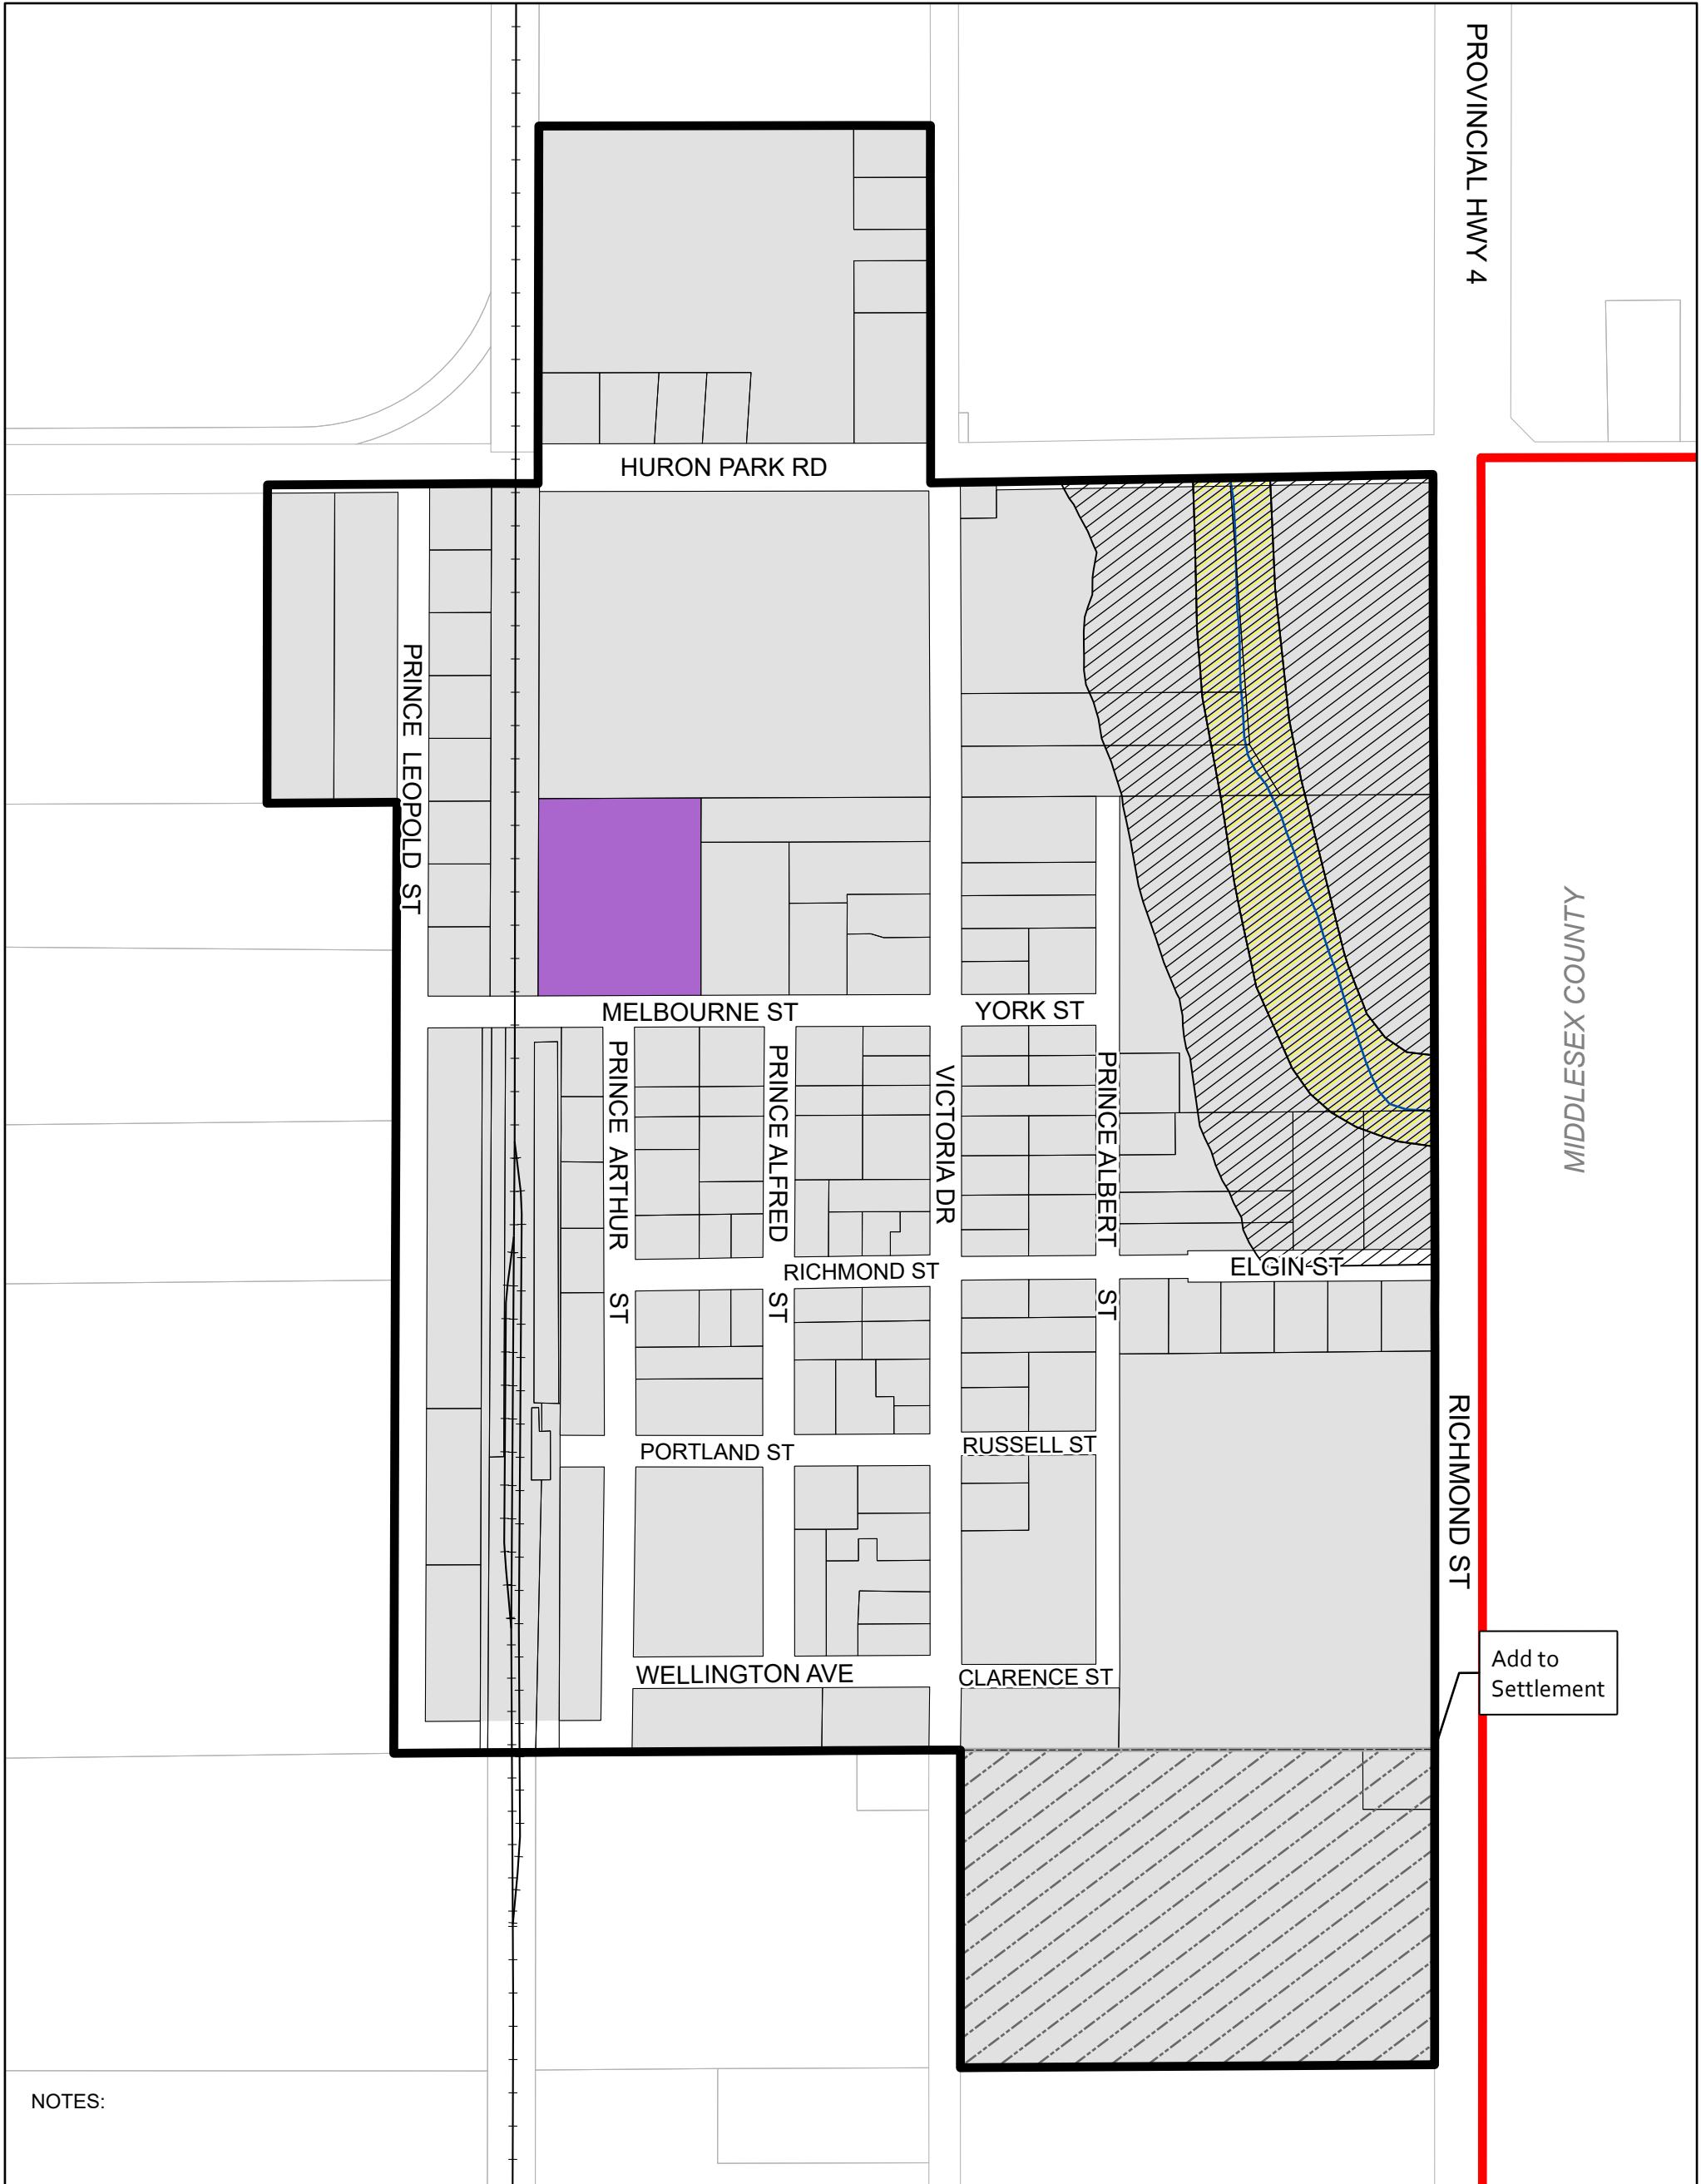 PROVINCIAL HWY 4
HURON PARK RD
PRINCE LEOPOLD ST
MIDDLESEX COUNTY
MELBOURNE ST
YORK ST
PRINCE ARTHUR ST
PRINCE ALFRED ST
VICTORIA DR
PRINCE ALBERT ST
RICHMOND ST
ELGIN ST
RICHMOND ST
PORTLAND ST
RUSSELL ST
WELLINGTON AVE
CLARENCE ST
Add to
Settlement
NOTES: